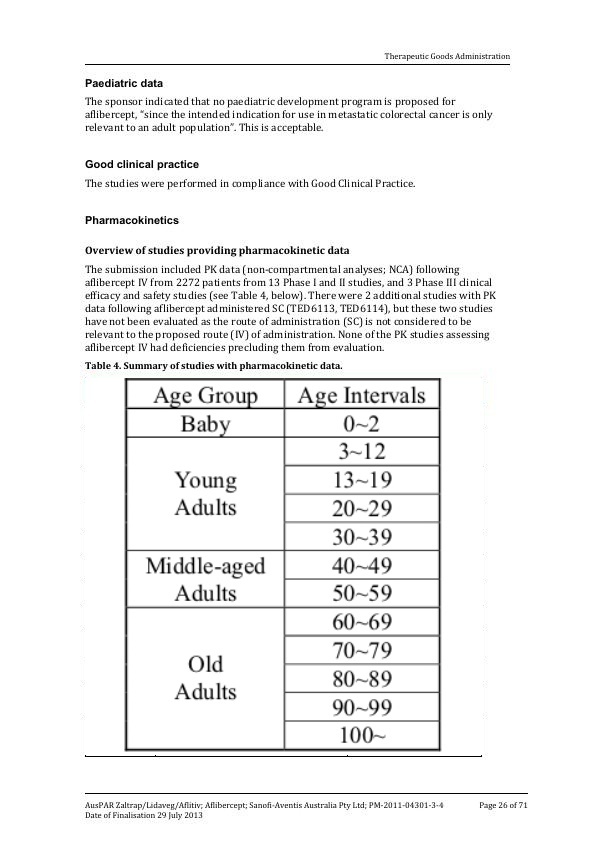 Therapeutic Goods Administration
Paediatric data
The sponsor indicated that no paediatric development program is proposed for
aflibercept, “since the intended indication for use in metastatic colorectal cancer is only
relevant to an adult population”. This is acceptable.
Good clinical practice
The studies were performed in compliance with Good Clinical Practice.
Pharmacokinetics
Overview of studies providing pharmacokinetic data
The submission included PK data (non-compartmental analyses; NCA) following
aflibercept IV from 2272 patients from 13 Phase I and II studies, and 3 Phase III clinical
efficacy and safety studies (see Table 4, below). There were 2 additional studies with PK
data following aflibercept administered SC (TED6113, TED6114), but these two studies
have not been evaluated as the route of administration (SC) is not considered to be
relevant to the proposed route (IV) of administration. None of the PK studies assessing
aflibercept IV had deficiencies precluding them from evaluation.
Table 4. Summary of studies with pharmacokinetic data.
Age Group Age Intervals
Baby 0~2
3~12
Young Adults 13~19
20~29
30~39
Middle-aged Adults 40~49
50~59
60~69
70~79
Old Adults 80~89
90~99
100~
AusPAR Zaltrap/Lidaveg/Aflitiv; Aflibercept; Sanofi-Aventis Australia Pty Ltd; PM-2011-04301-3-4 Page 26 of 71
Date of Finalisation 29 July 2013